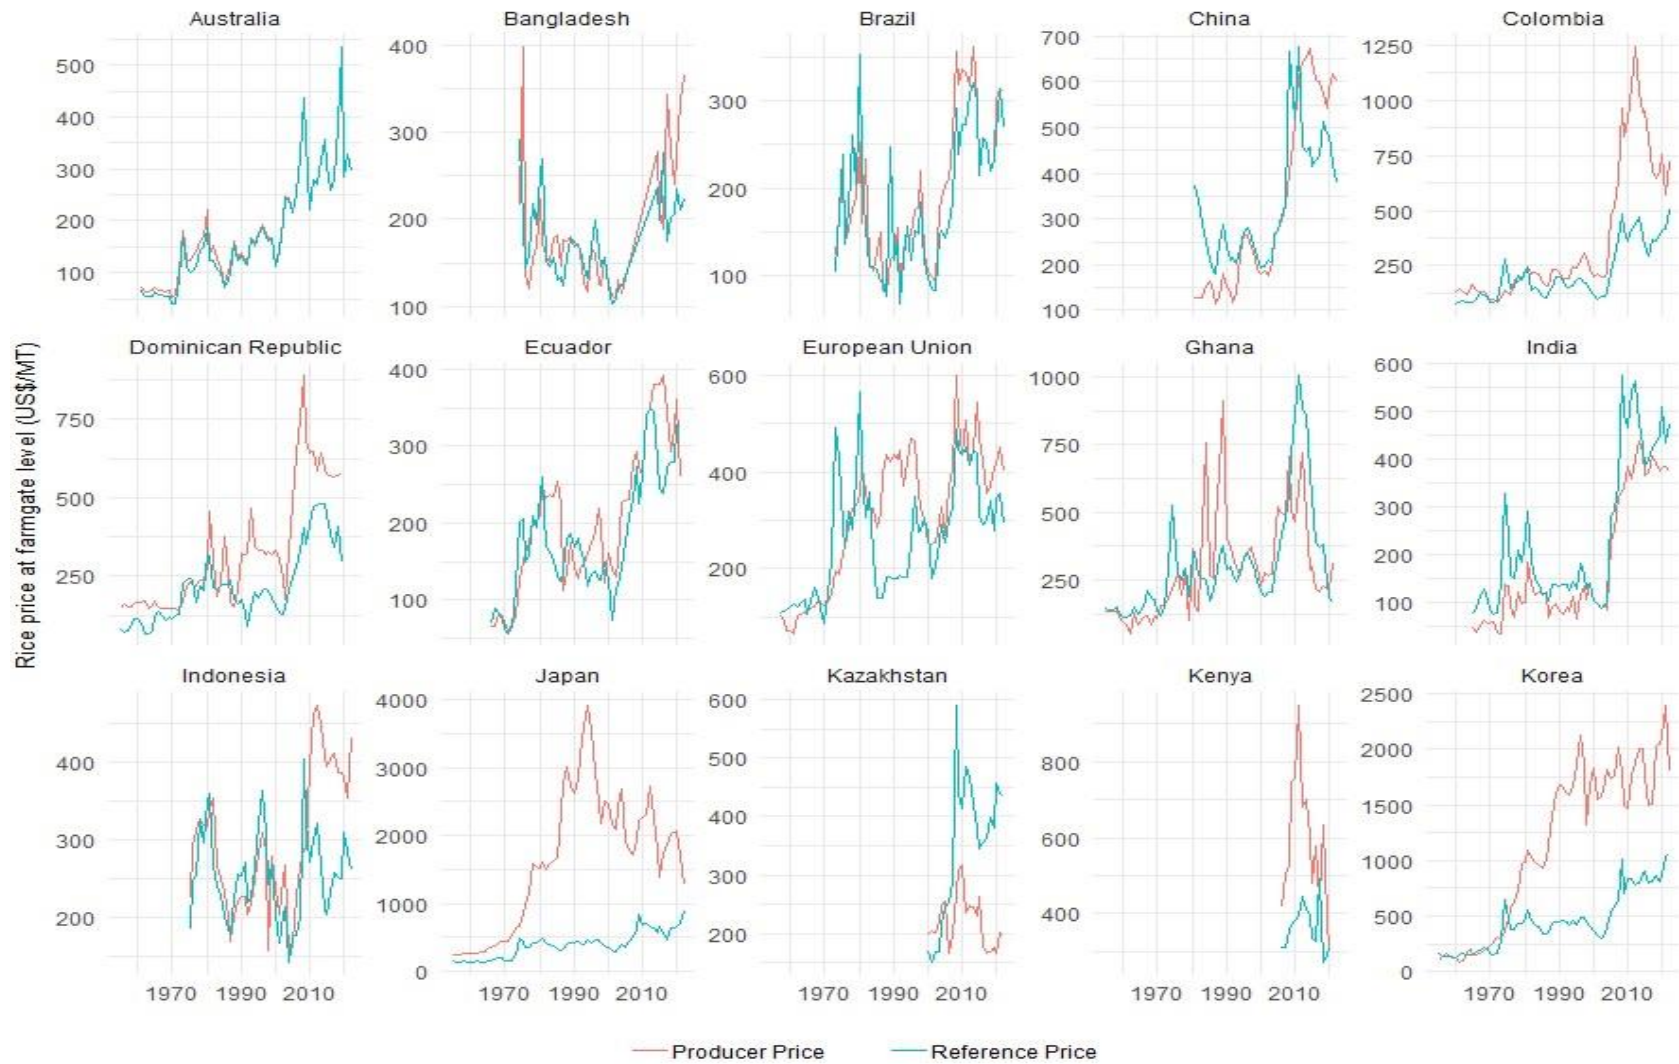 Australia
Bangladesh
Brazil
China
Colombia
500
400
300
200
100
400
300
200
100
300
200
100
700
600
500
400
300
200
100
1250
1000
750
500
250
Rice price at farmgate level (US$/MT)
Dominican Republic
Ecuador
European Union
Ghana
India
750
500
250
400
300
200
100
600
400
200
1000
750
500
250
600
500
400
300
200
100
Indonesia
Japan
Kazakhstan
Kenya
Korea
400
300
200
4000
3000
2000
1000
0
600
500
400
300
200
800
600
400
2500
2000
1500
1000
500
0
1970 1990 2010
1970 1990 2010
1970 1990 2010
1970 1990 2010
1970 1990 2010
Producer Price
Reference Price